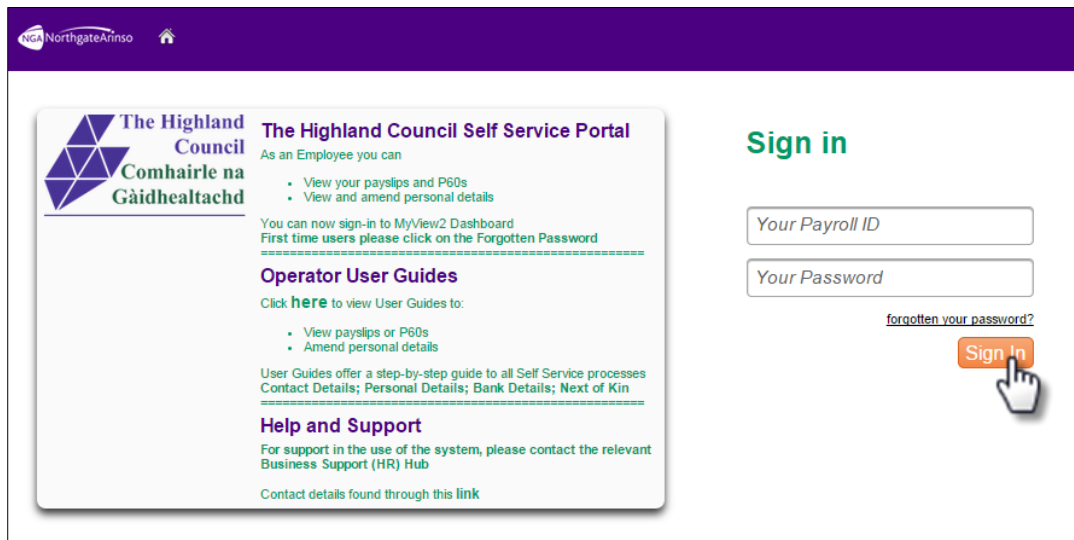 NGA NorthgateArinso
The Highland
Council
Comhairle na
Gàidhealtachd
The Highland Council Self Service Portal
As an Employee you can
• View your payslips and P60s
• View and amend personal details
You can now sign-in to MyView2 Dashboard
First time users please click on the Forgotten Password
=====================================================
Operator User Guides
Click here to view User Guides to:
• View payslips or P60s
• Amend personal details
User Guides offer a step-by-step guide to all Self Service processes
Contact Details; Personal Details; Bank Details; Next of Kin
=====================================================
Help and Support
For support in the use of the system, please contact the relevant
Business Support (HR) Hub
Contact details found through this link
Sign in
Your Payroll ID
Your Password
forgotten your password?
Sign In